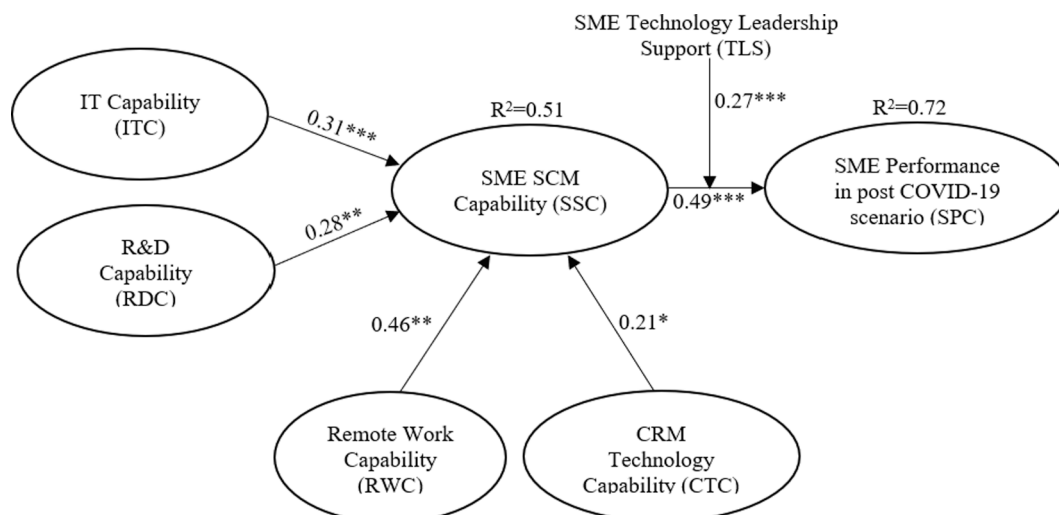 SME Technology Leadership
Support (TLS)
IT Capability
(ITC)
0.31***
R²=0.51
0.27***
R²=0.72
SME SCM
Capability (SSC)
0.49***
SME Performance
in post COVID-19
scenario (SPC)
R&D
Capability
(RDC)
0.28**
0.46**
0.21*
Remote Work
Capability
(RWC)
CRM
Technology
Capability (CTC)